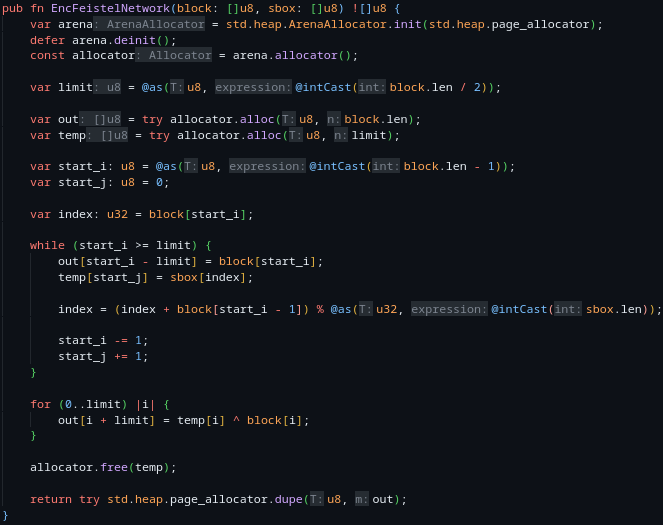 pub fn EncFeistelNetwork(block: []u8, sbox: []u8) ![]u8 {
var arena: ArenaAllocator = std.heap.ArenaAllocator.init(std.heap.page_allocator);
defer arena.deinit();
const allocator: Allocator = arena.allocator();
var limit: u8 = @as(T: u8, expression: @intCast(int: block.len / 2));
var out: []u8 = try allocator.alloc(T: u8, n: block.len);
var temp: []u8 = try allocator.alloc(T: u8, n: limit);
var start_i: u8 = @as(T: u8, expression: @intCast(int: block.len - 1));
var start_j: u8 = 0;
var index: u32 = block[start_i];
while (start_i >= limit) {
out[start_i - limit] = block[start_i];
temp[start_j] = sbox[index];
index = (index + block[start_i - 1]) % @as(T: u32, expression: @intCast(int: sbox.len));
start_i -= 1;
start_j += 1;
}
for (0..limit) |i| {
out[i + limit] = temp[i] ^ block[i];
}
allocator.free(temp);
return try std.heap.page_allocator.dupe(T: u8, m: out);
}